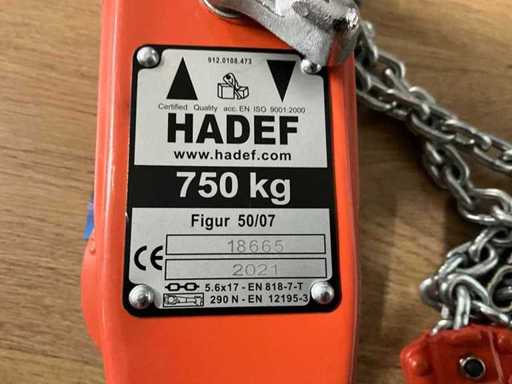 912.0108.473
Certified Quality acc. EN ISO 9001:2000
HADEF
www.hadef.com
750 kg
Figur 50/07
CE 18665
2021
5.6x17 - EN 818-7-T
290 N - EN 12195-3